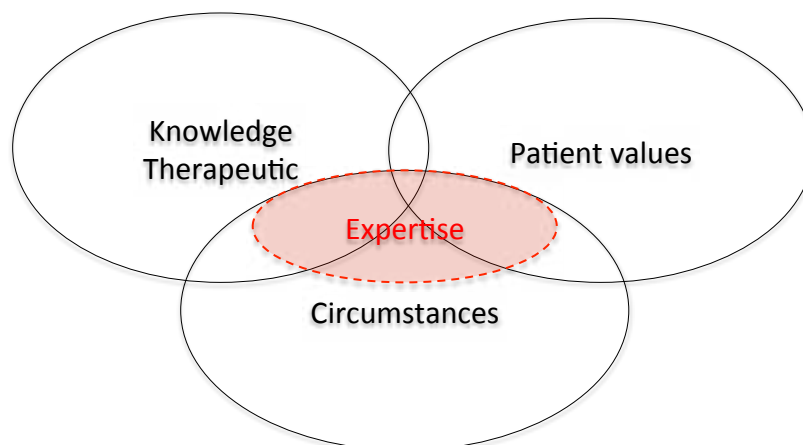 Knowledge
Therapeutic
Patient values
Expertise
Circumstances